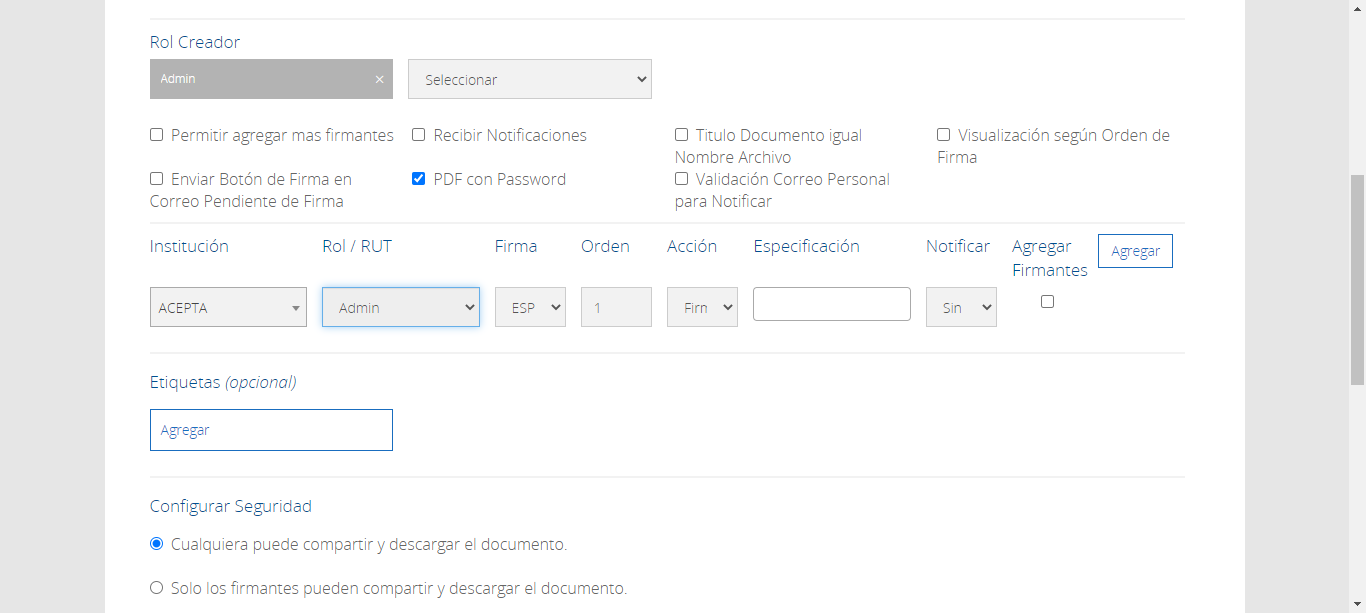 Rol Creador
Admin ×
Seleccionar
Permitir agregar mas firmantes
Recibir Notificaciones
Titulo Documento igual
Nombre Archivo
Visualización según Orden de
Firma
Enviar Botón de Firma en
Correo Pendiente de Firma
PDF con Password
Validación Correo Personal
para Notificar
Institución Rol / RUT Firma Orden Acción Especificación Notificar Agregar
Firmantes
Agregar
ACEPTA Admin ESP 1 Firn Sin
Etiquetas (opcional)
Agregar
Configurar Seguridad
Cualquiera puede compartir y descargar el documento.
Solo los firmantes pueden compartir y descargar el documento.